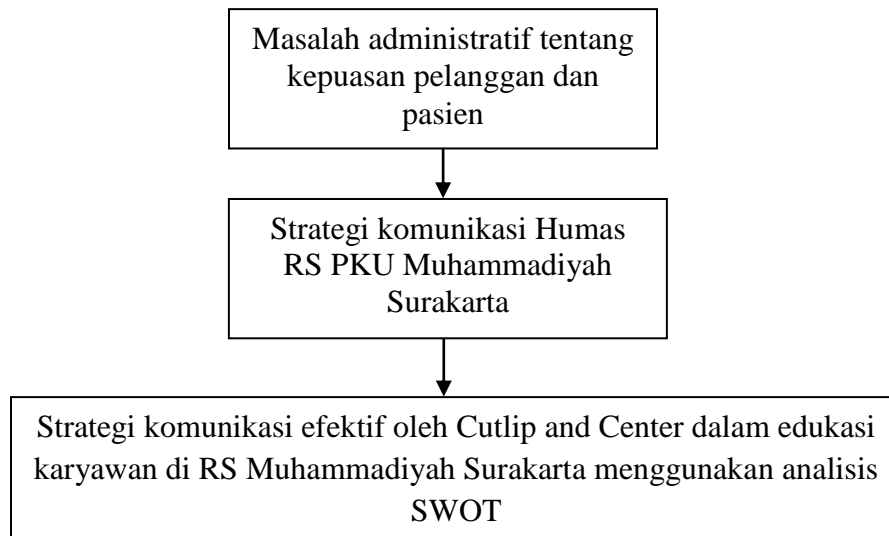 Masalah administratif tentang
kepuasan pelanggan dan
pasien
Strategi komunikasi Humas
RS PKU Muhammadiyah
Surakarta
Strategi komunikasi efektif oleh Cutlip and Center dalam edukasi
karyawan di RS Muhammadiyah Surakarta menggunakan analisis
SWOT